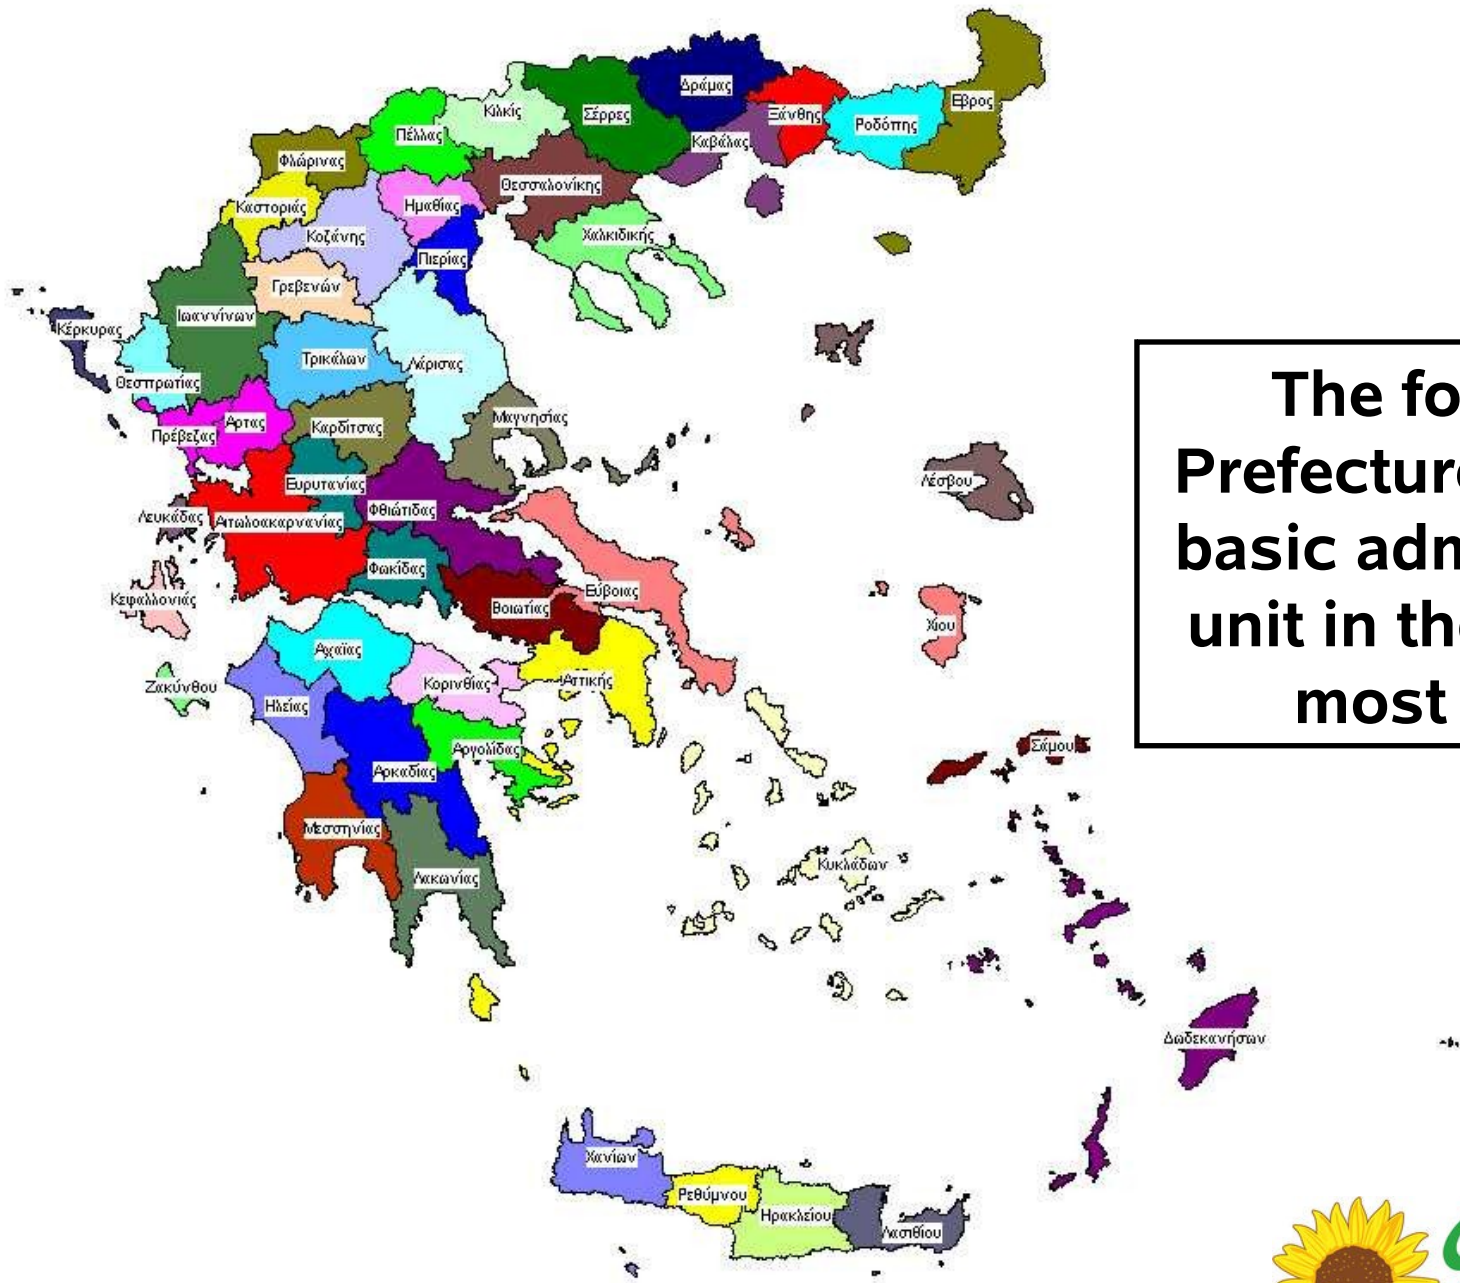 Δράμας
Έβρος
Κιλκίς
Σέρρες
Ξάνθης
Ροδόπης
Πέλλας
Καβάλας
Φλώρινας
Θεσσαλονίκης
Καστοριάς
Ημαθίας
Κοζάνης
Χαλκιδικής
Πιερίας
Γρεβενών
Ιωαννίνων
Κέρκυρας
Τρικάλων
Λάρισας
Θεσπρωτίας
Μαγνησίας
Άρτας
Καρδίτσας
Πρέβεζας
Ευρυτανίας
Λέσβου
Φθιώτιδας
Λευκάδας
Αιτωλοακαρνανίας
Φωκίδας
Εύβοιας
Κεφαλλονιάς
Βοιωτίας
Χίου
Αχαϊας
Αττικής
Κορινθίας
Ζακύνθου
Ηλείας
Αργολίδας
Σάμου
Αρκαδίας
Μεσσηνίας
Κυκλάδων
Λακωνίας
Δωδεκανήσων
Χανίων
Ρεθύμνου
Ηρακλείου
Λασιθίου
The fo
Prefectur
basic adm
unit in th
most